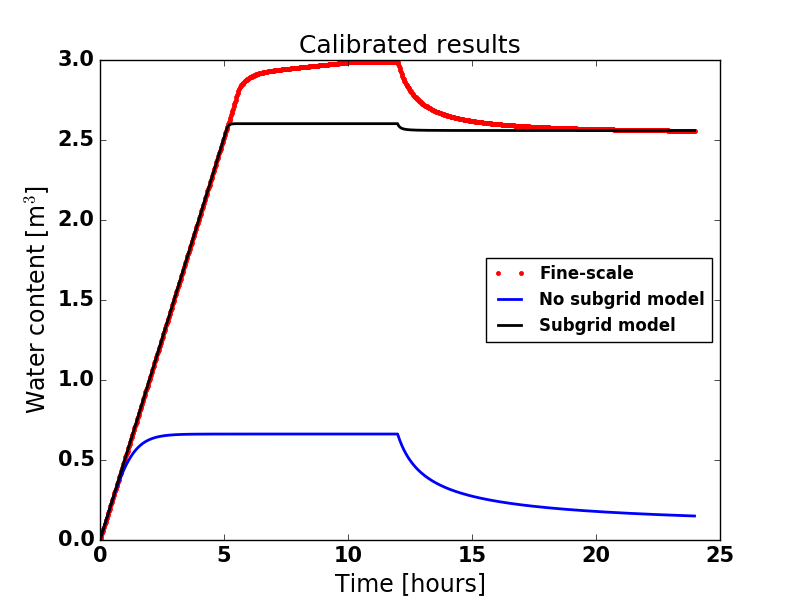 Calibrated results
3.0
2.5
2.0
1.5
1.0
0.5
0.0
Water content [m³]
Fine-scale
No subgrid model
Subgrid model
0 5 10 15 20 25
Time [hours]